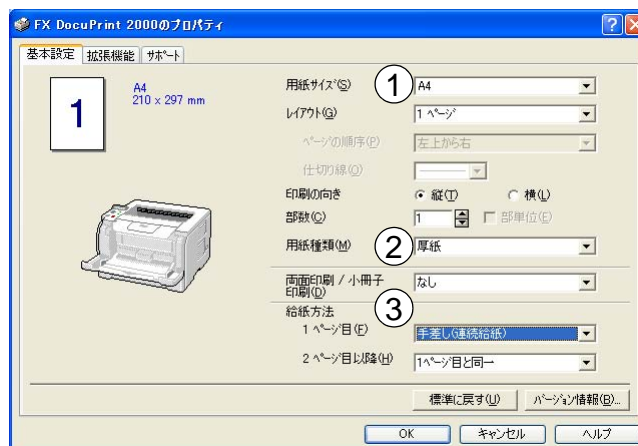 FX DocuPrint 2000のプロパティ
基本設定 拡張機能 サポート
1
A4
210 x 297 mm
用紙サイズ(S) ① A4
レイアウト(G) 1 ページ
ページの順序(P) 左上から右
仕切り線(O)
印刷の向き 縦(T) 横(L)
部数(C) 1 部単位(E)
用紙種類(M) ② 厚紙
両面印刷 / 小冊子
印刷(D) なし
給紙方法 ③
1 ページ目(F) 手差し(連続給紙)
2 ページ目以降(H) 1ページ目と同一
標準に戻す(U) バージョン情報(B)...
OK キャンセル ヘルプ